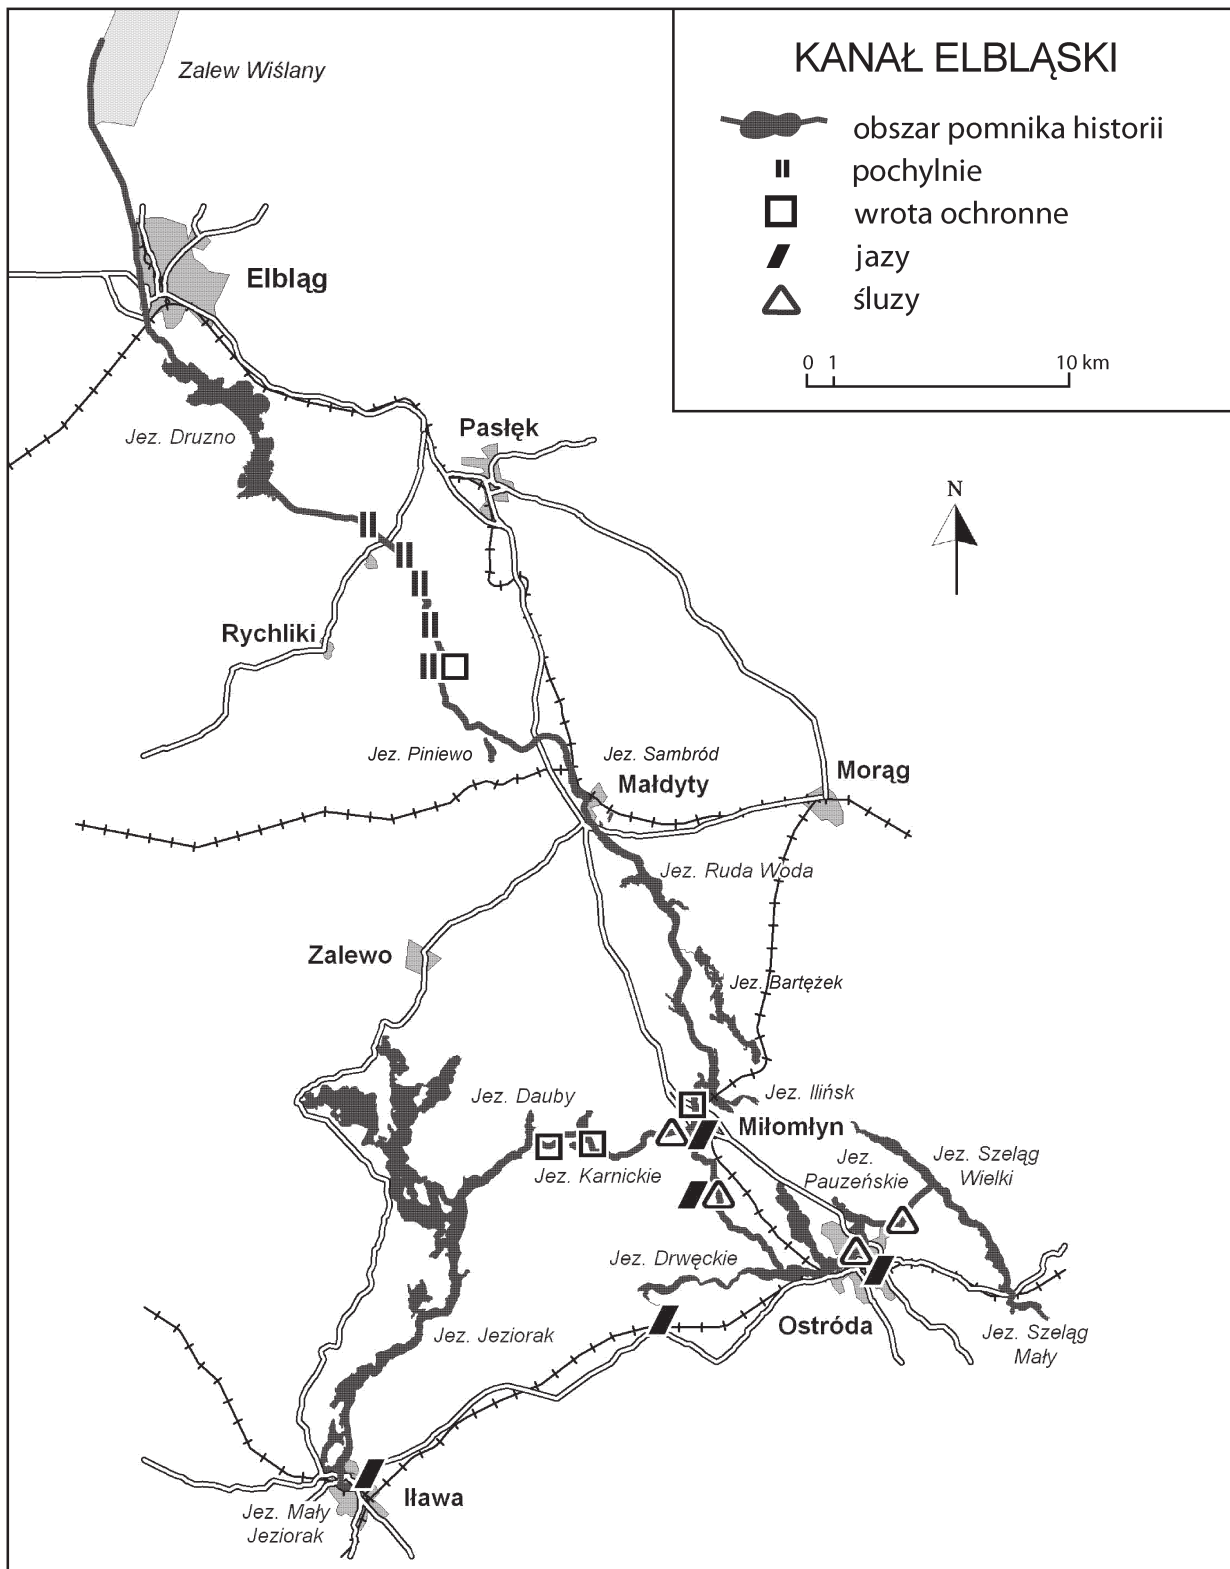 KANAŁ ELBLĄSKI
obszar pomnika historii
pochylnie
wrota ochronne
jazy
śluzy
0 1 10 km
N
Zalew Wiślany
Elbląg
Jez. Druzno
Pasłęk
Rychliki
Jez. Piniewo
Jez. Sambród
Małdyty
Morąg
Jez. Ruda Woda
Zalewo
Jez. Bartężek
Jez. Dauby
Jez. Ilińsk
Miłomłyn
Jez. Karnickie
Jez.
Pauzeńskie
Jez. Szeląg
Wielki
Jez. Drwęckie
Ostróda
Jez. Szeląg
Mały
Jez. Jeziorak
Iława
Jez. Mały
Jeziorak